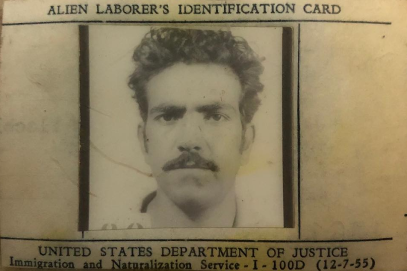 ALIEN LABORER'S IDENTIFICATION CARD
UNITED STATES DEPARTMENT OF JUSTICE
Immigration and Naturalization Service - I - 100D (12-7-55)